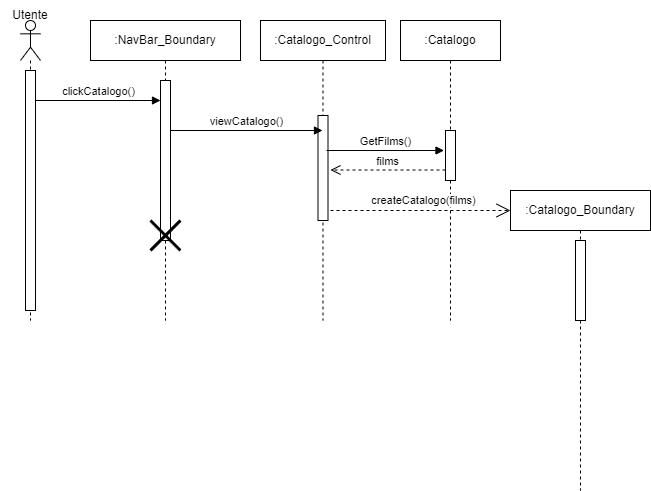 Utente
:NavBar_Boundary
:Catalogo_Control
:Catalogo
clickCatalogo()
viewCatalogo()
GetFilms()
films
createCatalogo(films)
:Catalogo_Boundary